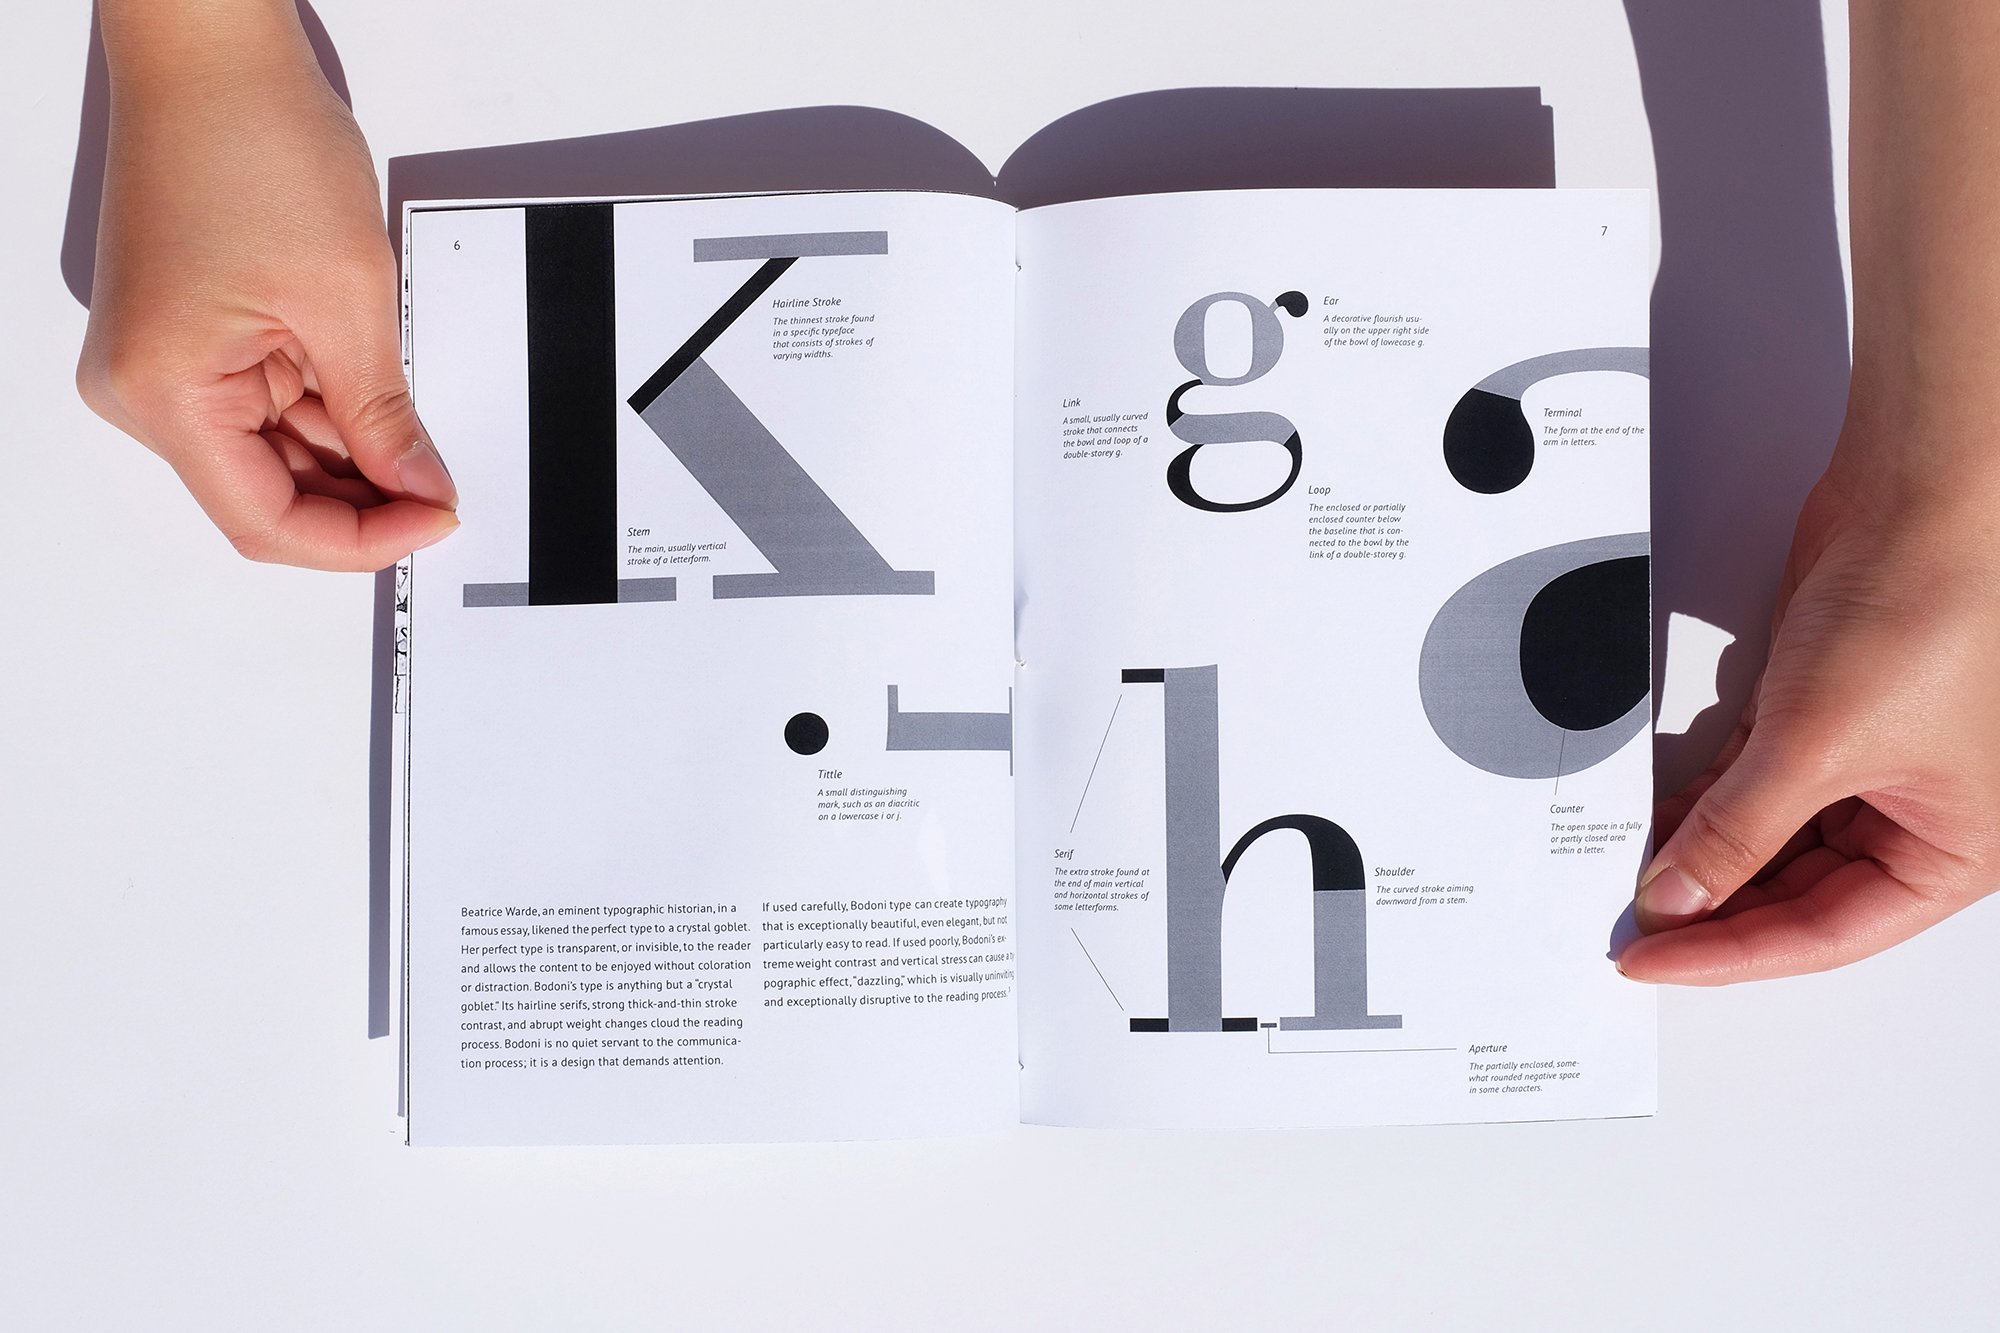 6
K
Hairline Stroke
The thinnest stroke found
in a specific typeface
that consists of strokes of
varying widths.
Stem
The main, usually vertical
stroke of a letterform.
Tittle
A small distinguishing
mark, such as an diacritic
on a lowercase i or j.
Beatrice Warde, an eminent typographic historian, in a
famous essay, likened the perfect type to a crystal goblet.
Her perfect type is transparent, or invisible, to the reader
and allows the content to be enjoyed without coloration
or distraction. Bodoni's type is anything but a “crystal
goblet.” Its hairline serifs, strong thick-and-thin stroke
contrast, and abrupt weight changes cloud the reading
process. Bodoni is no quiet servant to the communica-
tion process; it is a design that demands attention.
If used carefully, Bodoni type can create typography
that is exceptionally beautiful, even elegant, but not
particularly easy to read. If used poorly, Bodoni's ex-
treme weight contrast and vertical stress can cause a ty
pographic effect, “dazzling,” which is visually uninviting
and exceptionally disruptive to the reading process.
7
g
Ear
A decorative flourish usu-
ally on the upper right side
of the bowl of lowecase g.
Link
A small, usually curved
stroke that connects
the bowl and loop of a
double-storey g.
Loop
The enclosed or partially
enclosed counter below
the baseline that is con-
nected to the bowl by the
link of a double-storey g.
a
Terminal
The form at the end of the
arm in letters.
Counter
The open space in a fully
or partly closed area
within a letter.
h
Serif
The extra stroke found at
the end of main vertical
and horizontal strokes of
some letterforms.
Shoulder
The curved stroke aiming
downward from a stem.
Aperture
The partially enclosed, some-
what rounded negative space
in some characters.